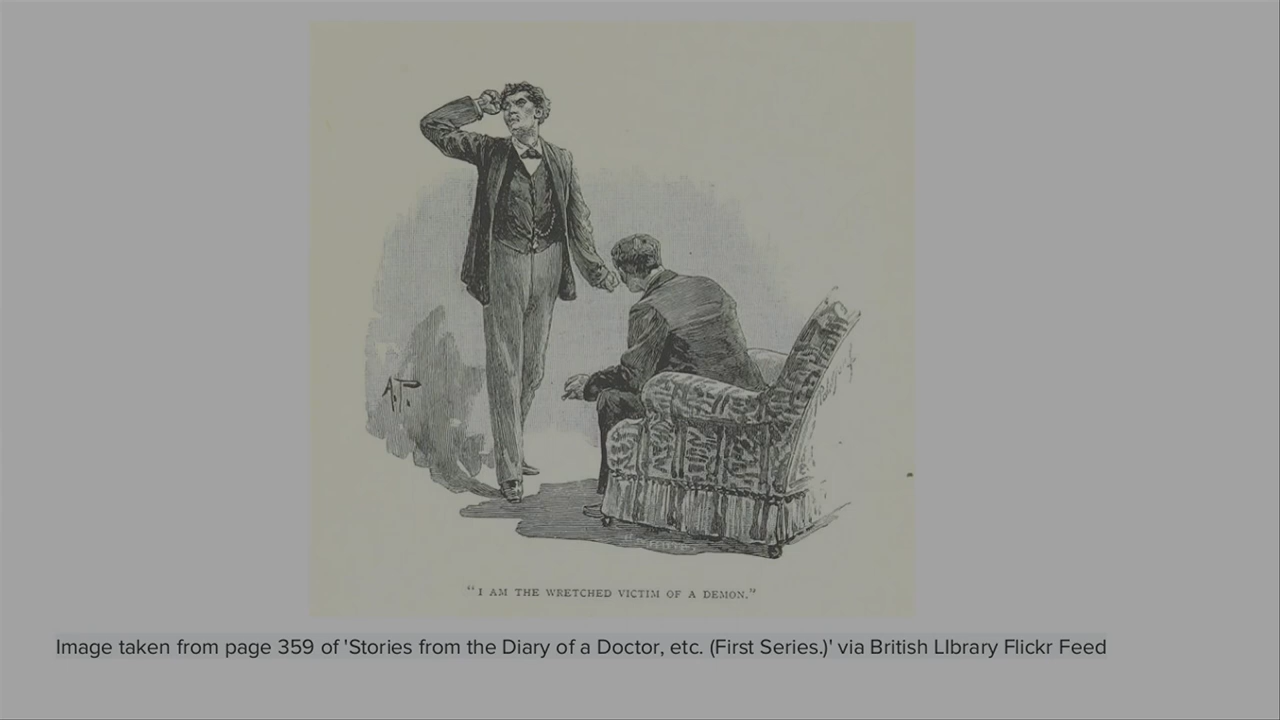 A.P.
"I AM THE WRETCHED VICTIM OF A DEMON."
Image taken from page 359 of 'Stories from the Diary of a Doctor, etc. (First Series.)' via British LIbrary Flickr Feed